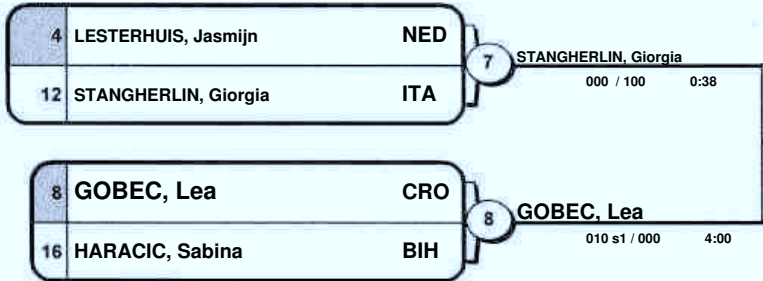 4 LESTERHUIS, Jasmijn NED
12 STANGHERLIN, Giorgia ITA
7 STANGHERLIN, Giorgia
000 / 100 0:38
8 GOBEC, Lea CRO
16 HARACIC, Sabina BIH
8 GOBEC, Lea
010 s1 / 000 4:00